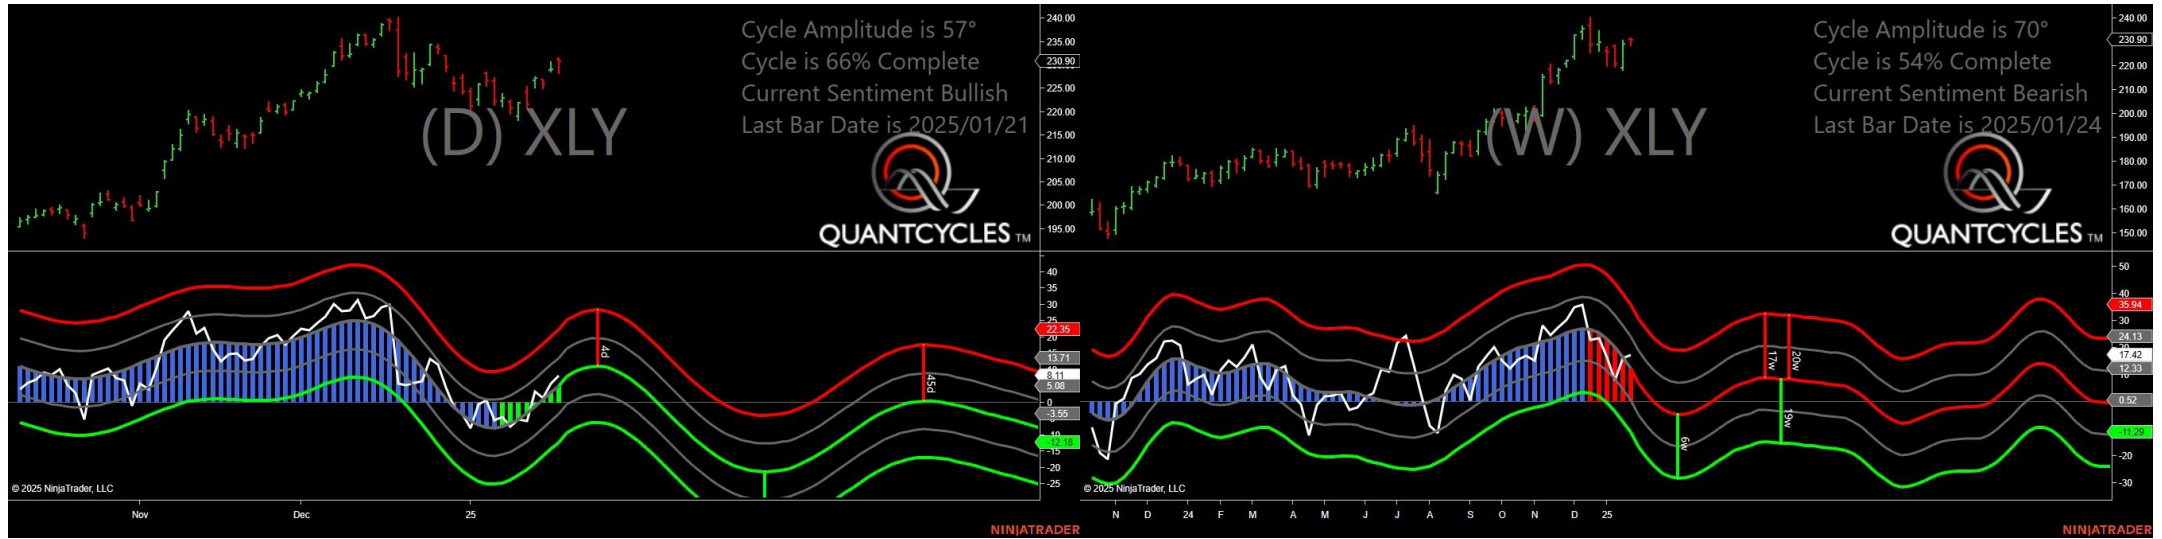 Cycle Amplitude is 57°
Cycle is 66% Complete
Current Sentiment Bullish
Last Bar Date is 2025/01/21
(D) XLY
QUANTCYCLES TM
240.00
235.00
230.90
225.00
220.00
215.00
210.00
205.00
200.00
195.00
40
35
30
25
22.35
20
13.71
8.11
5.08
0
-3.55
-10
-12.18
-15
-20
-25
4d
45d
© 2025 NinjaTrader, LLC
Nov
Dec
25
NINJATRADER
Cycle Amplitude is 70°
Cycle is 54% Complete
Current Sentiment Bearish
Last Bar Date is 2025/01/24
(W) XLY
QUANTCYCLES TM
240.00
230.90
220.00
210.00
200.00
190.00
180.00
170.00
160.00
150.00
50
40
35.94
30
24.13
17.42
12.33
0.52
-11.29
-20
-30
17w
20w
6w
19w
© 2025 NinjaTrader, LLC
N D 24 F M A M J J A S O N D 25
NINJATRADER